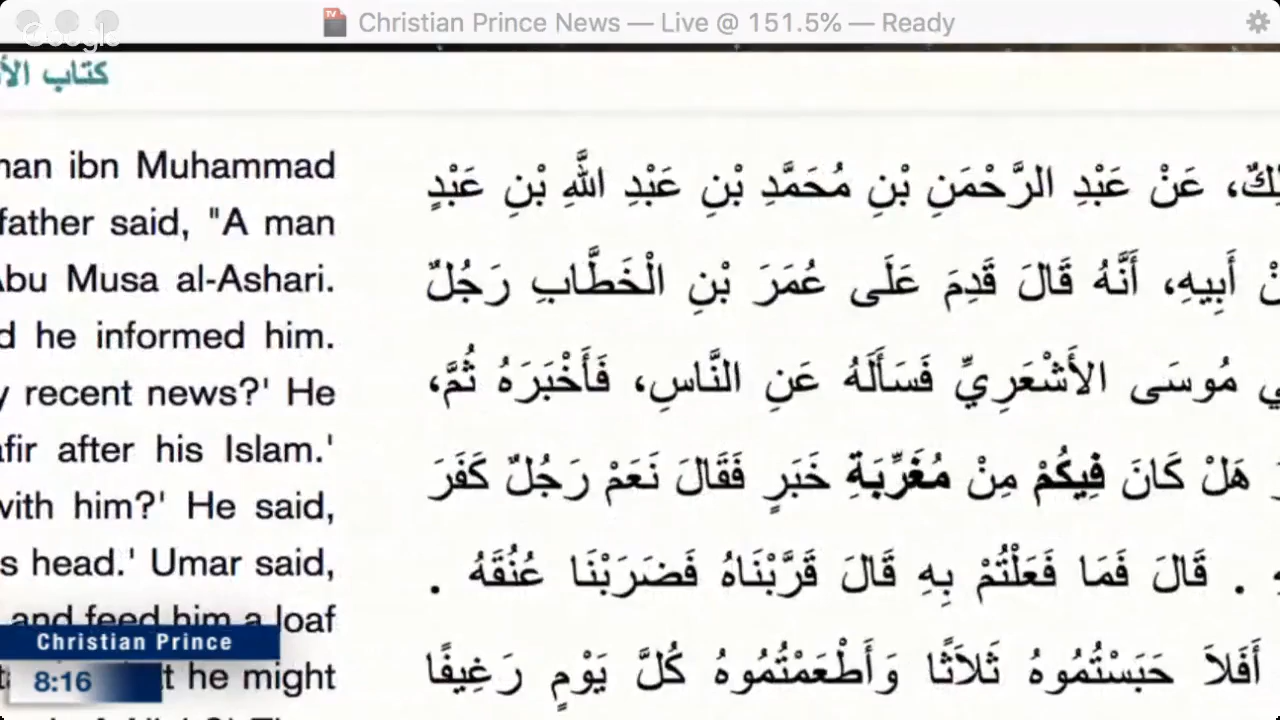 Christian Prince News — Live @ 151.5% — Ready
Google
كتاب
man ibn Muhammad
father said, "A man
Abu Musa al-Ashari.
he informed him.
recent news?' He
after his Islam.'
with him?' He said,
head.' Umar said,
and feed him a loaf
he might
عَنْ عَبْدِ الرَّحْمَنِ بْنِ مُحَمَّدِ بْنِ عَبْدِ اللَّهِ بْنِ عَبْدٍ
أَبِيهِ، أَنَّهُ قَالَ قَدِمَ عَلَى عُمَرَ بْنِ الْخَطَّابِ رَجُلٌ
مُوسَى الأَشْعَرِيِّ فَسَأَلَهُ عَنِ النَّاسِ، فَأَخْبَرَهُ ثُمَّ،
هَلْ كَانَ فِيكُمْ مِنْ مُغَرِّبَةِ خَبَرٍ فَقَالَ نَعَمْ رَجُلٌ كَفَرَ
. قَالَ فَمَا فَعَلْتُمْ بِهِ قَالَ قَرَّبْنَاهُ فَضَرَبْنَا عُنُقَهُ .
أَفَلاَ حَبَسْتُمُوهُ ثَلاَثًا وَأَطْعَمْتُمُوهُ كُلَّ يَوْمٍ رَغِيفًا
Christian Prince
8:16